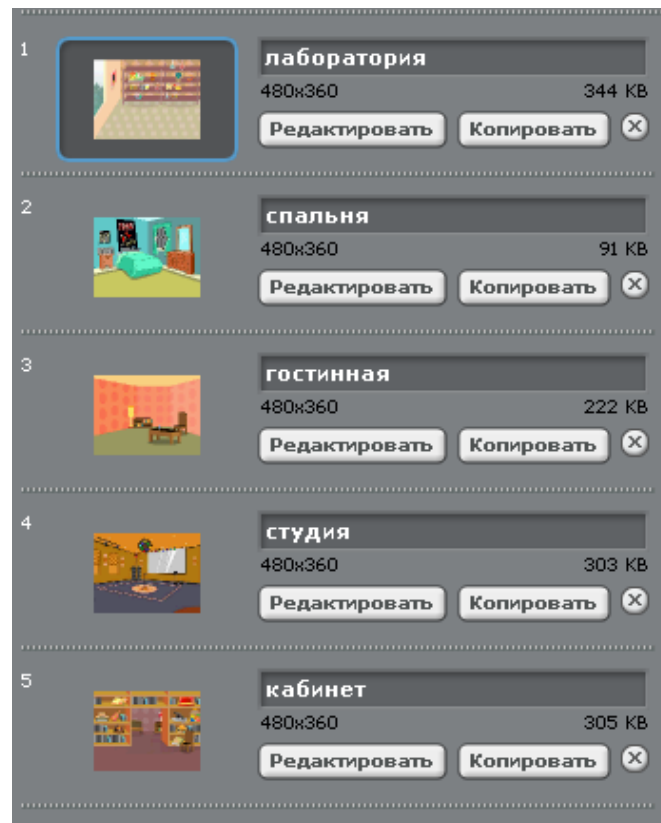 1
лаборатория
480x360 344 KB
Редактировать Копировать
2
спальня
480x360 91 KB
Редактировать Копировать
3
гостинная
480x360 222 KB
Редактировать Копировать
4
студия
480x360 303 KB
Редактировать Копировать
5
кабинет
480x360 305 KB
Редактировать Копировать